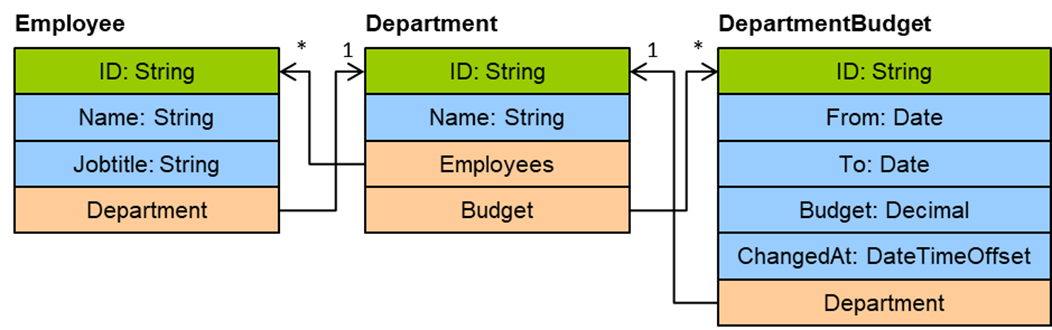 Employee
ID: String
Name: String
Jobtitle: String
Department
*
1
Department
ID: String
Name: String
Employees
Budget
1
*
DepartmentBudget
ID: String
From: Date
To: Date
Budget: Decimal
ChangedAt: DateTimeOffset
Department